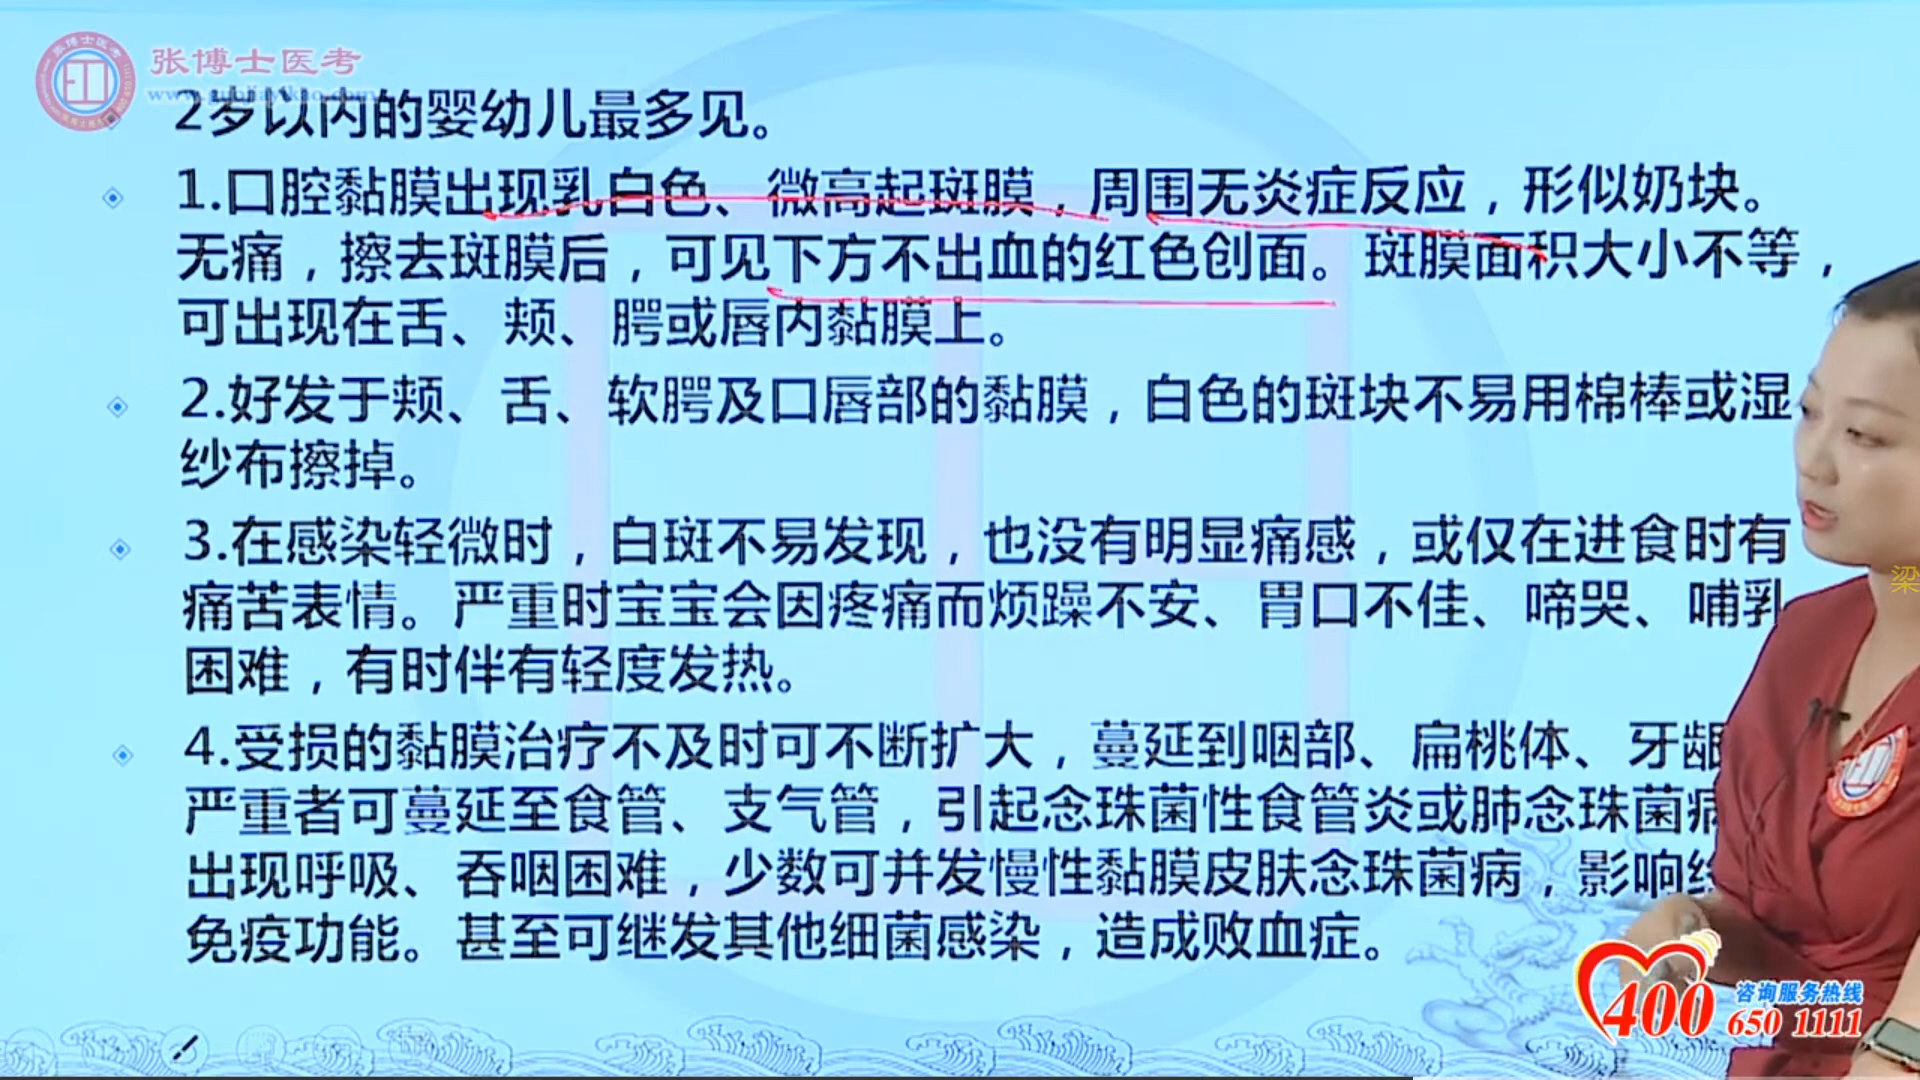 张博士医考
www.guojiayikao.com
2岁以内的婴幼儿最多见。
1.口腔黏膜出现乳白色、微高起斑膜，周围无炎症反应，形似奶块。
无痛，擦去斑膜后，可见下方不出血的红色创面。斑膜面积大小不等，
可出现在舌、颊、腭或唇内黏膜上。
2.好发于颊、舌、软腭及口唇部的黏膜，白色的斑块不易用棉棒或湿
纱布擦掉。
3.在感染轻微时，白斑不易发现，也没有明显痛感，或仅在进食时有
痛苦表情。严重时宝宝会因疼痛而烦躁不安、胃口不佳、啼哭、哺乳
困难，有时伴有轻度发热。
梁
4.受损的黏膜治疗不及时可不断扩大，蔓延到咽部、扁桃体、牙龈
严重者可蔓延至食管、支气管，引起念珠菌性食管炎或肺念珠菌病
出现呼吸、吞咽困难，少数可并发慢性黏膜皮肤念珠菌病，影响
免疫功能。甚至可继发其他细菌感染，造成败血症。
咨询服务热线
400 650 1111